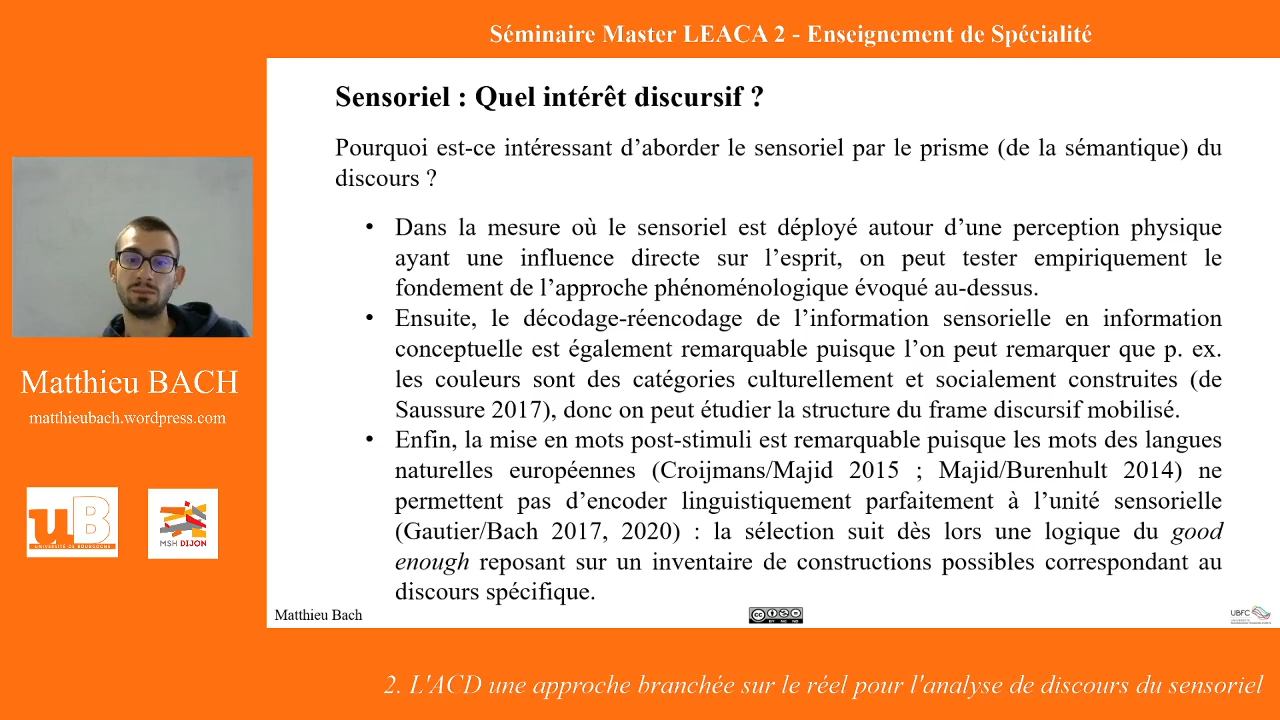 Séminaire Master LEACA 2 - Enseignement de Spécialité
Sensoriel : Quel intérêt discursif ?
Pourquoi est-ce intéressant d’aborder le sensoriel par le prisme (de la sémantique) du
discours ?
• Dans la mesure où le sensoriel est déployé autour d’une perception physique
ayant une influence directe sur l’esprit, on peut tester empiriquement le
fondement de l’approche phénoménologique évoqué au-dessus.
• Ensuite, le décodage-réencodage de l’information sensorielle en information
conceptuelle est également remarquable puisque l’on peut remarquer que p. ex.
les couleurs sont des catégories culturellement et socialement construites (de
Saussure 2017), donc on peut étudier la structure du frame discursif mobilisé.
• Enfin, la mise en mots post-stimuli est remarquable puisque les mots des langues
naturelles européennes (Croijmans/Majid 2015 ; Majid/Burenhult 2014) ne
permettent pas d’encoder linguistiquement parfaitement à l’unité sensorielle
(Gautier/Bach 2017, 2020) : la sélection suit dès lors une logique du good
enough reposant sur un inventaire de constructions possibles correspondant au
discours spécifique.
Matthieu BACH
matthieubach.wordpress.com
uB
UNIVERSITÉ DE BOURGOGNE
MSH DIJON
Matthieu Bach
cc
BY NC ND
UBFC
2. L'ACD une approche branchée sur le réel pour l'analyse de discours du sensoriel